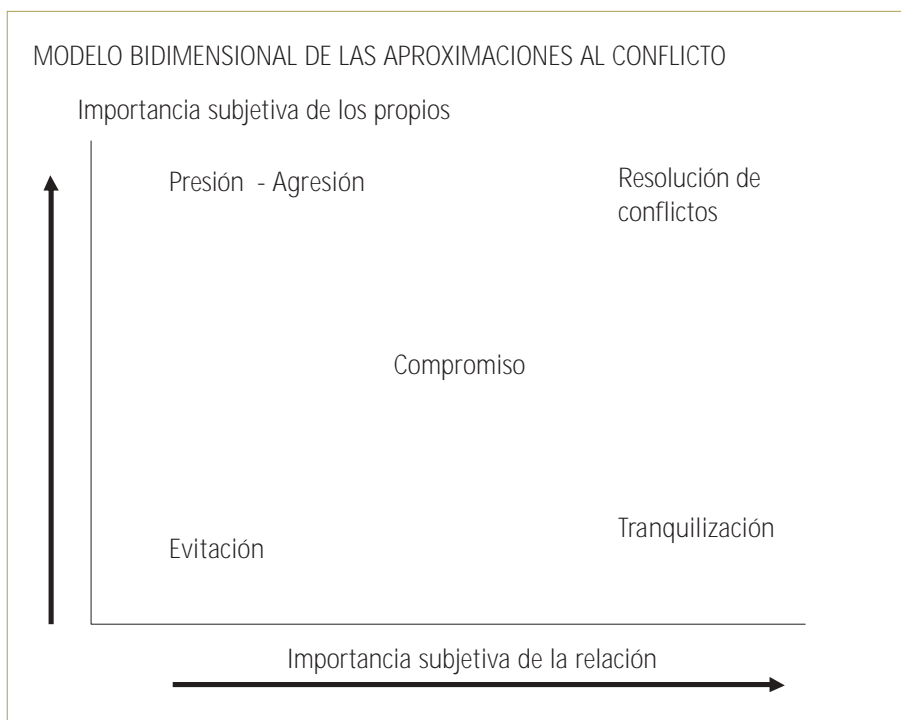 MODELO BIDIMENSIONAL DE LAS APROXIMACIONES AL CONFLICTO
Importancia subjetiva de los propios
Presión - Agresión
Resolución de
conflictos
Compromiso
Evitación
Tranquilización
Importancia subjetiva de la relación